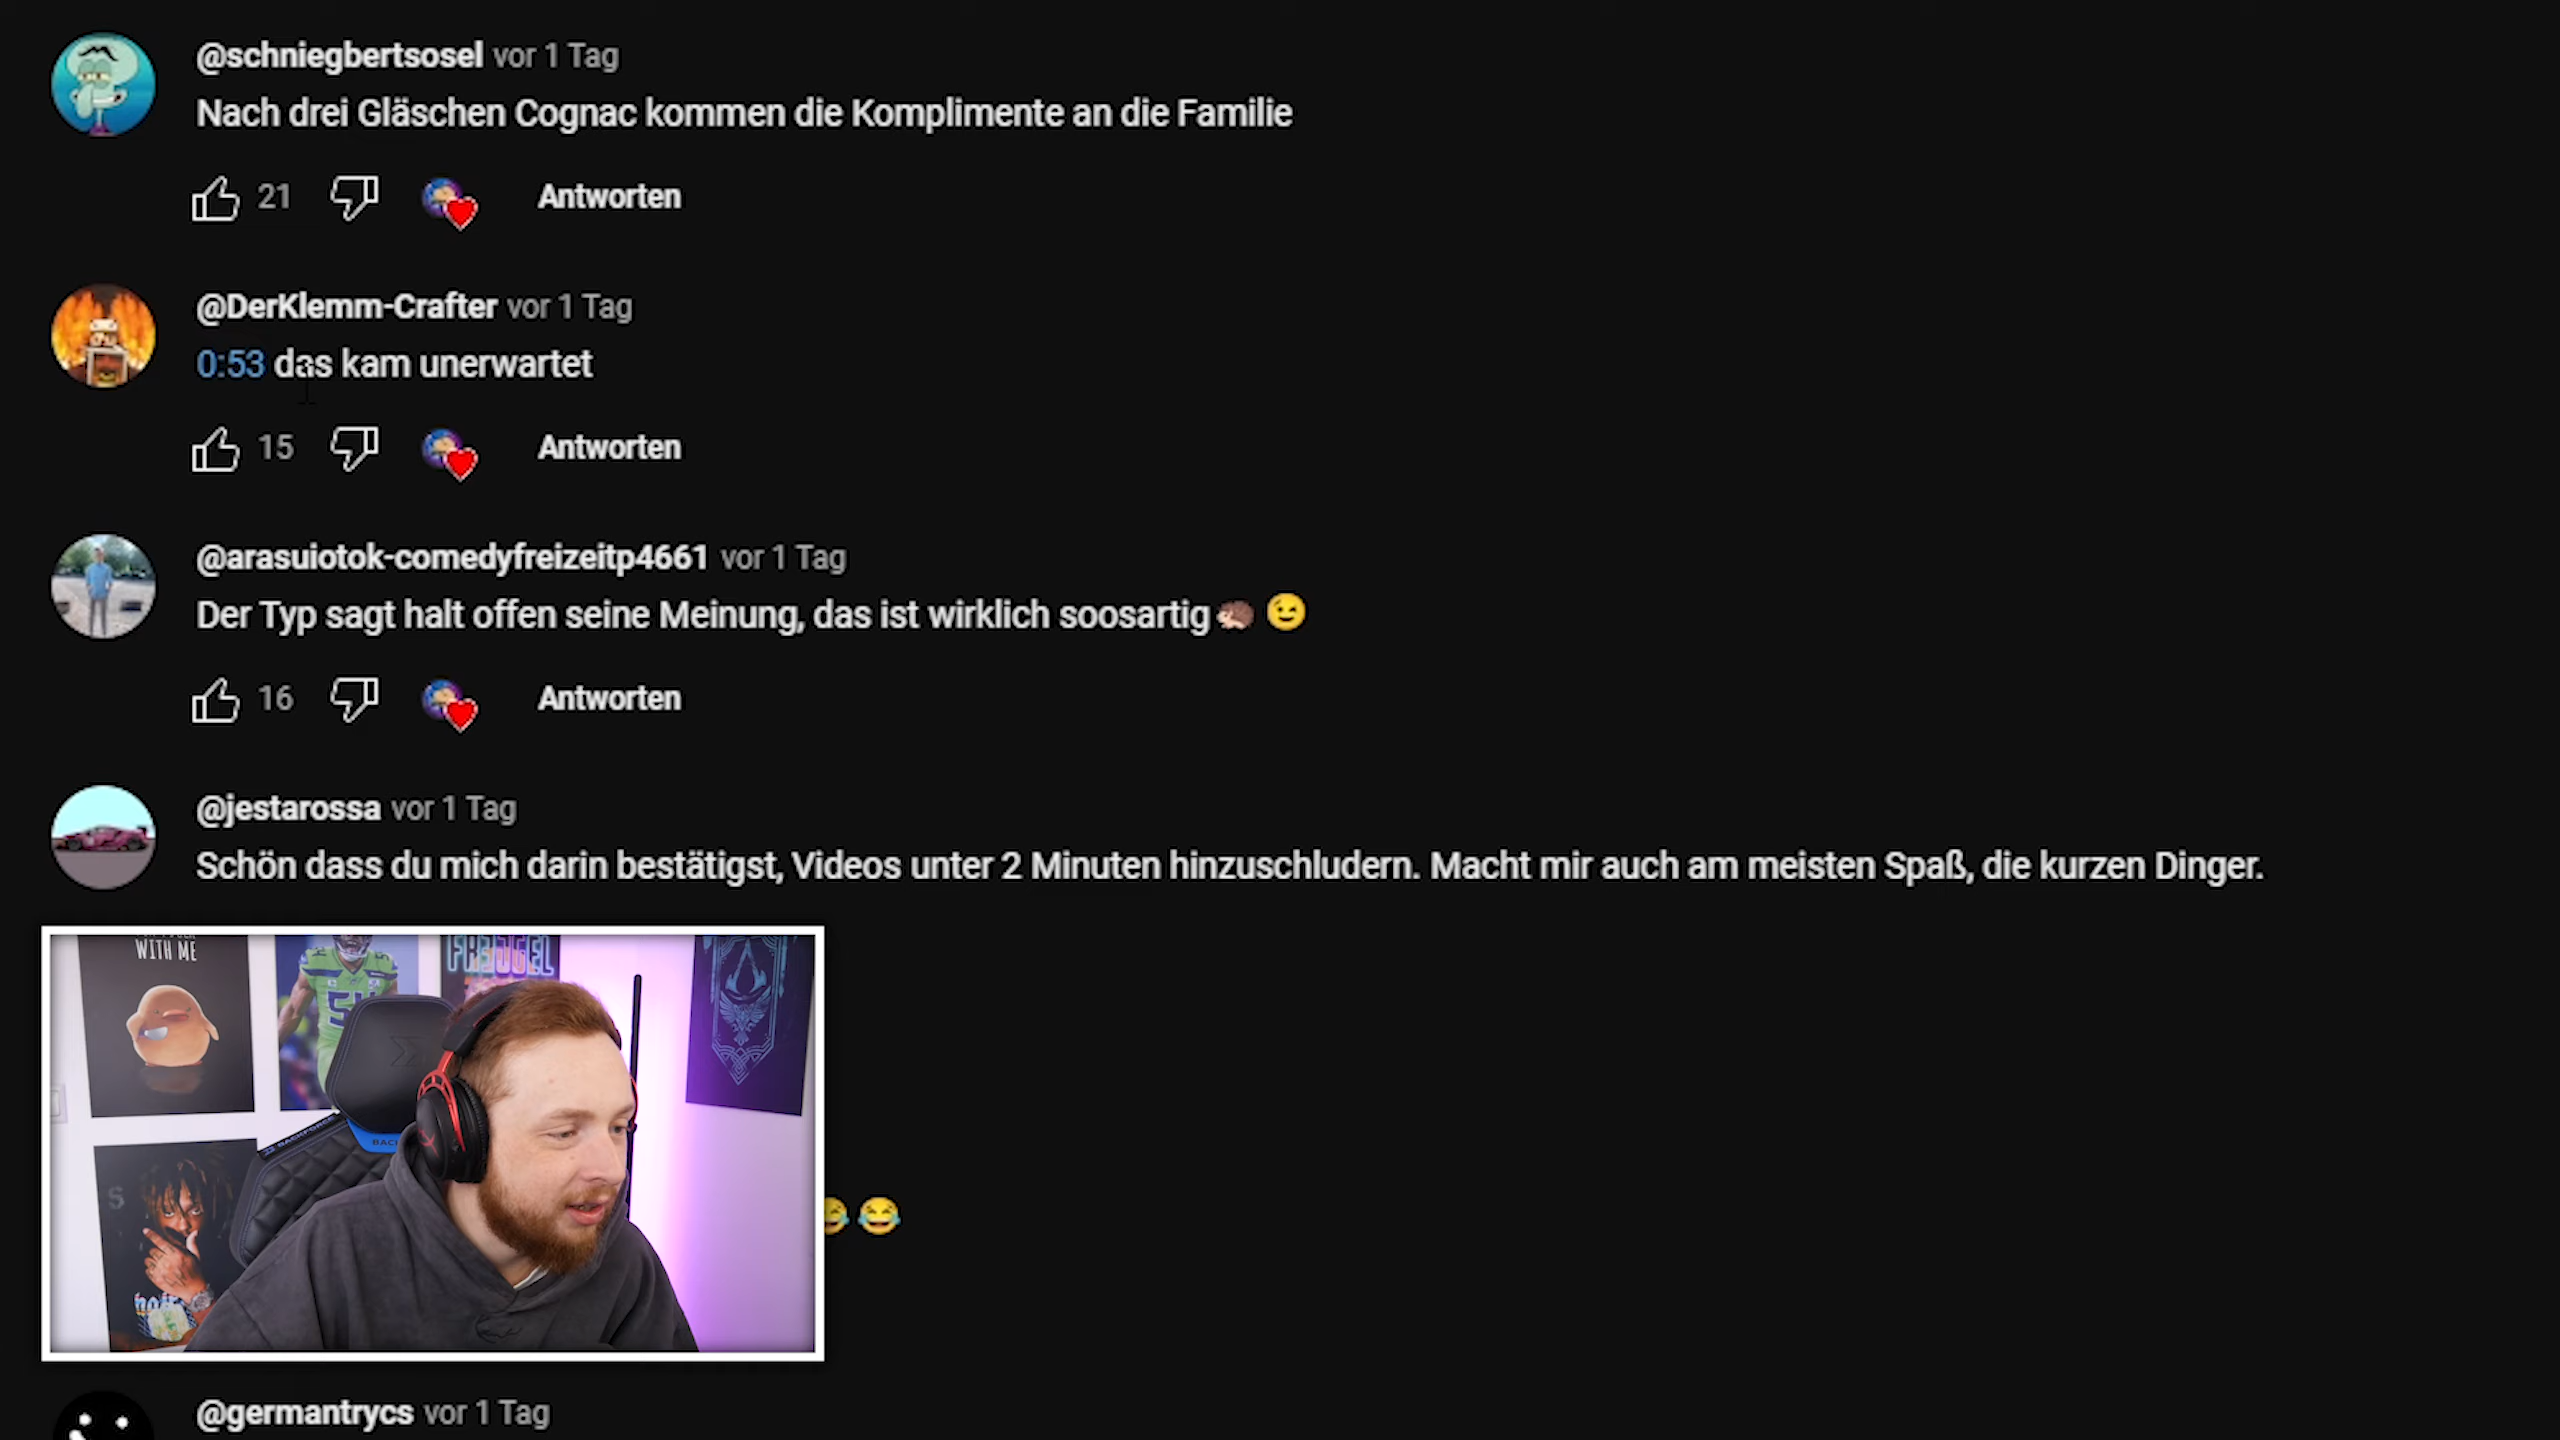 @schniegbertsosel vor 1 Tag
Nach drei Gläschen Cognac kommen die Komplimente an die Familie
21 Antworten
@DerKlemm-Crafter vor 1 Tag
0:53 das kam unerwartet
15 Antworten
@arasuiotok-comedyfreizeitp4661 vor 1 Tag
Der Typ sagt halt offen seine Meinung, das ist wirklich soosartig🦔 😉
16 Antworten
@jestarossa vor 1 Tag
Schön dass du mich darin bestätigst, Videos unter 2 Minuten hinzuschludern. Macht mir auch am meisten Spaß, die kurzen Dinger.
WITH ME
BACKFORCE
😂😂
@germantrycs vor 1 Tag